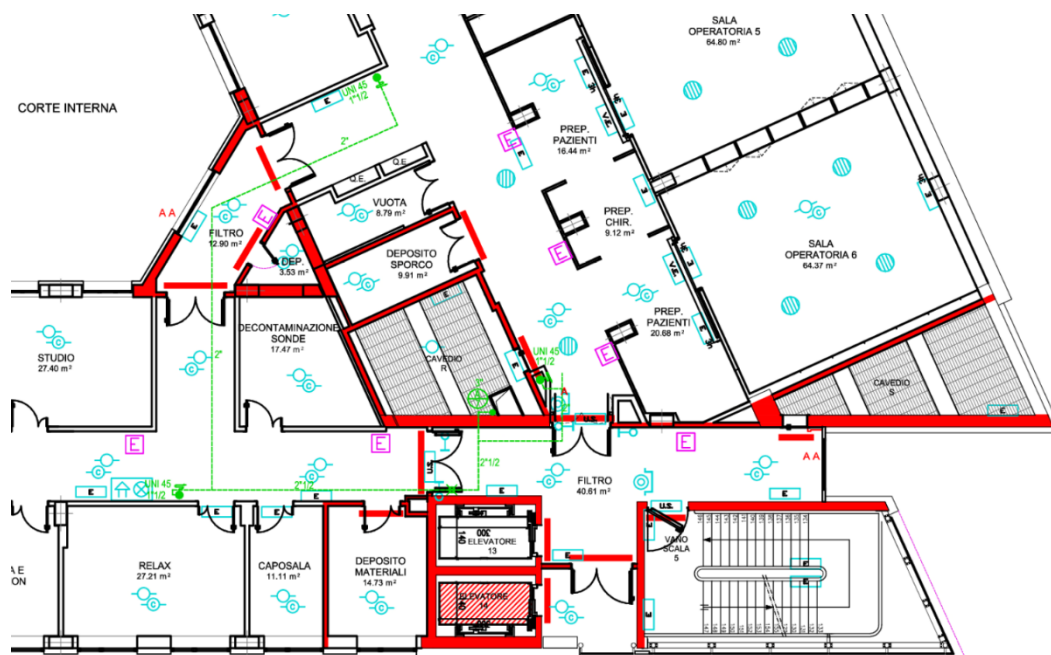 SALA
OPERATORIA 5
64.80 m²
CORTE INTERNA
UNI 45
1"1/2
E
2"
Q.E.
Q.E.
PREP.
PAZIENTI
16.44 m²
E
E
VUOTA
8.79 m²
A A
E
FILTRO
12.90 m²
DEP.
3.53 m²
DEPOSITO
SPORCO
9.91 m²
PREP.
CHIR.
9.12 m²
SALA
OPERATORIA 6
64.37 m²
E
E
DECONTAMINAZIONE
SONDE
17.47 m²
PREP.
PAZIENTI
20.68 m²
STUDIO
27.40 m²
2"
CAVEDIO
R
UNI 45
1"1/2
E
CAVEDIO
S
A
U.S.
E
E
E
A A
UNI 45
1"1/2
2"1/2
2"1/2
U.S.
FILTRO
40.61 m²
E
E
U.S.
ELEVATORE
13
300
140
VANO
SCALA
5
RELAX
27.21 m²
CAPOSALA
11.11 m²
DEPOSITO
MATERIALI
14.73 m²
ELEVATORE
14
140
300
A E
ON